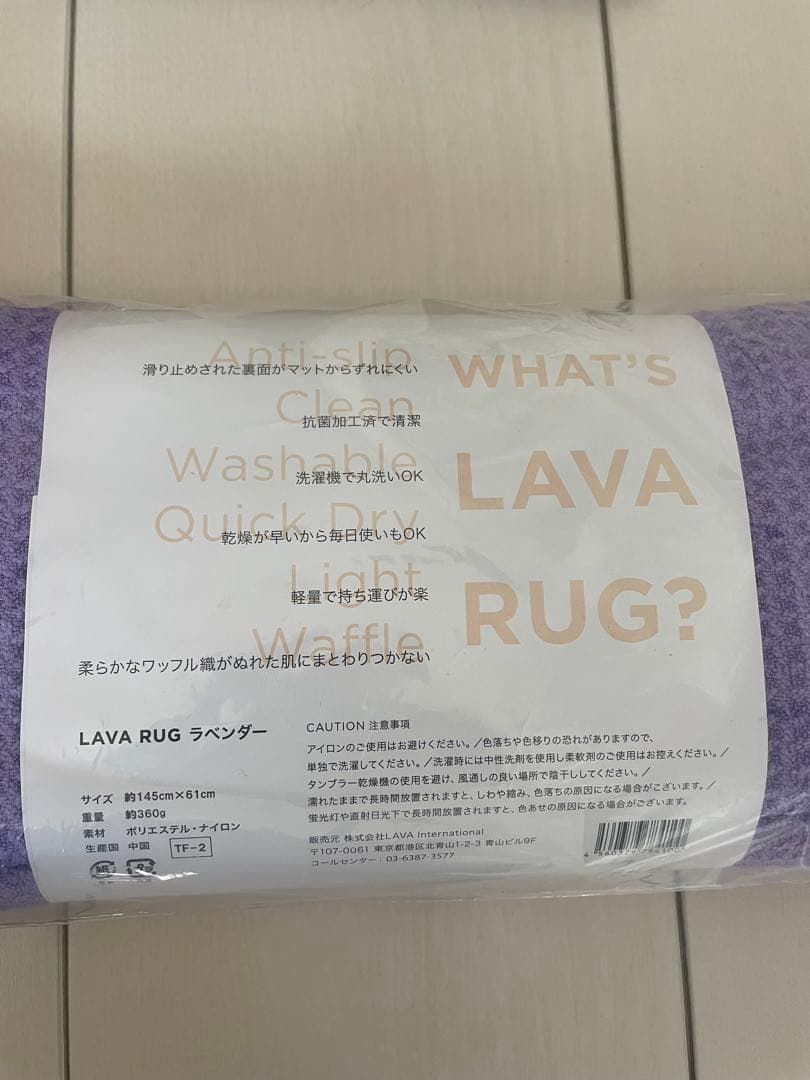 Anti-slip
滑り止めされた裏面がマットからずれにくい
Clean
抗菌加工済で清潔
Washable
洗濯機で丸洗いOK
Quick Dry
乾燥が早いから毎日使いもOK
Light
軽量で持ち運びが楽
Waffle
柔らかなワッフル織がぬれた肌にまとわりつかない
WHAT'S
LAVA
RUG?
LAVA RUG ラベンダー
サイズ 約145cm×61cm
重量 約360g
素材 ポリエステル・ナイロン
生産国 中国
TF-2
CAUTION 注意事項
アイロンのご使用はお避けください。/色落ちや色移りの恐れがありますので、
単独で洗濯してください。/洗濯時には中性洗剤を使用し柔軟剤のご使用はお控えください。/
タンブラー乾燥機の使用を避け、風通しの良い場所で陰干ししてください。/
濡れたままで長時間放置されますと、しわや縮み、色落ちの原因になる場合がございます。/
蛍光灯や直射日光下で長時間放置されますと、色あせの原因になる場合がございます。
販売元 株式会社LAVA International
〒107-0061 東京都港区北青山1-2-3 青山ビル9F
コールセンター:03-6387-3577